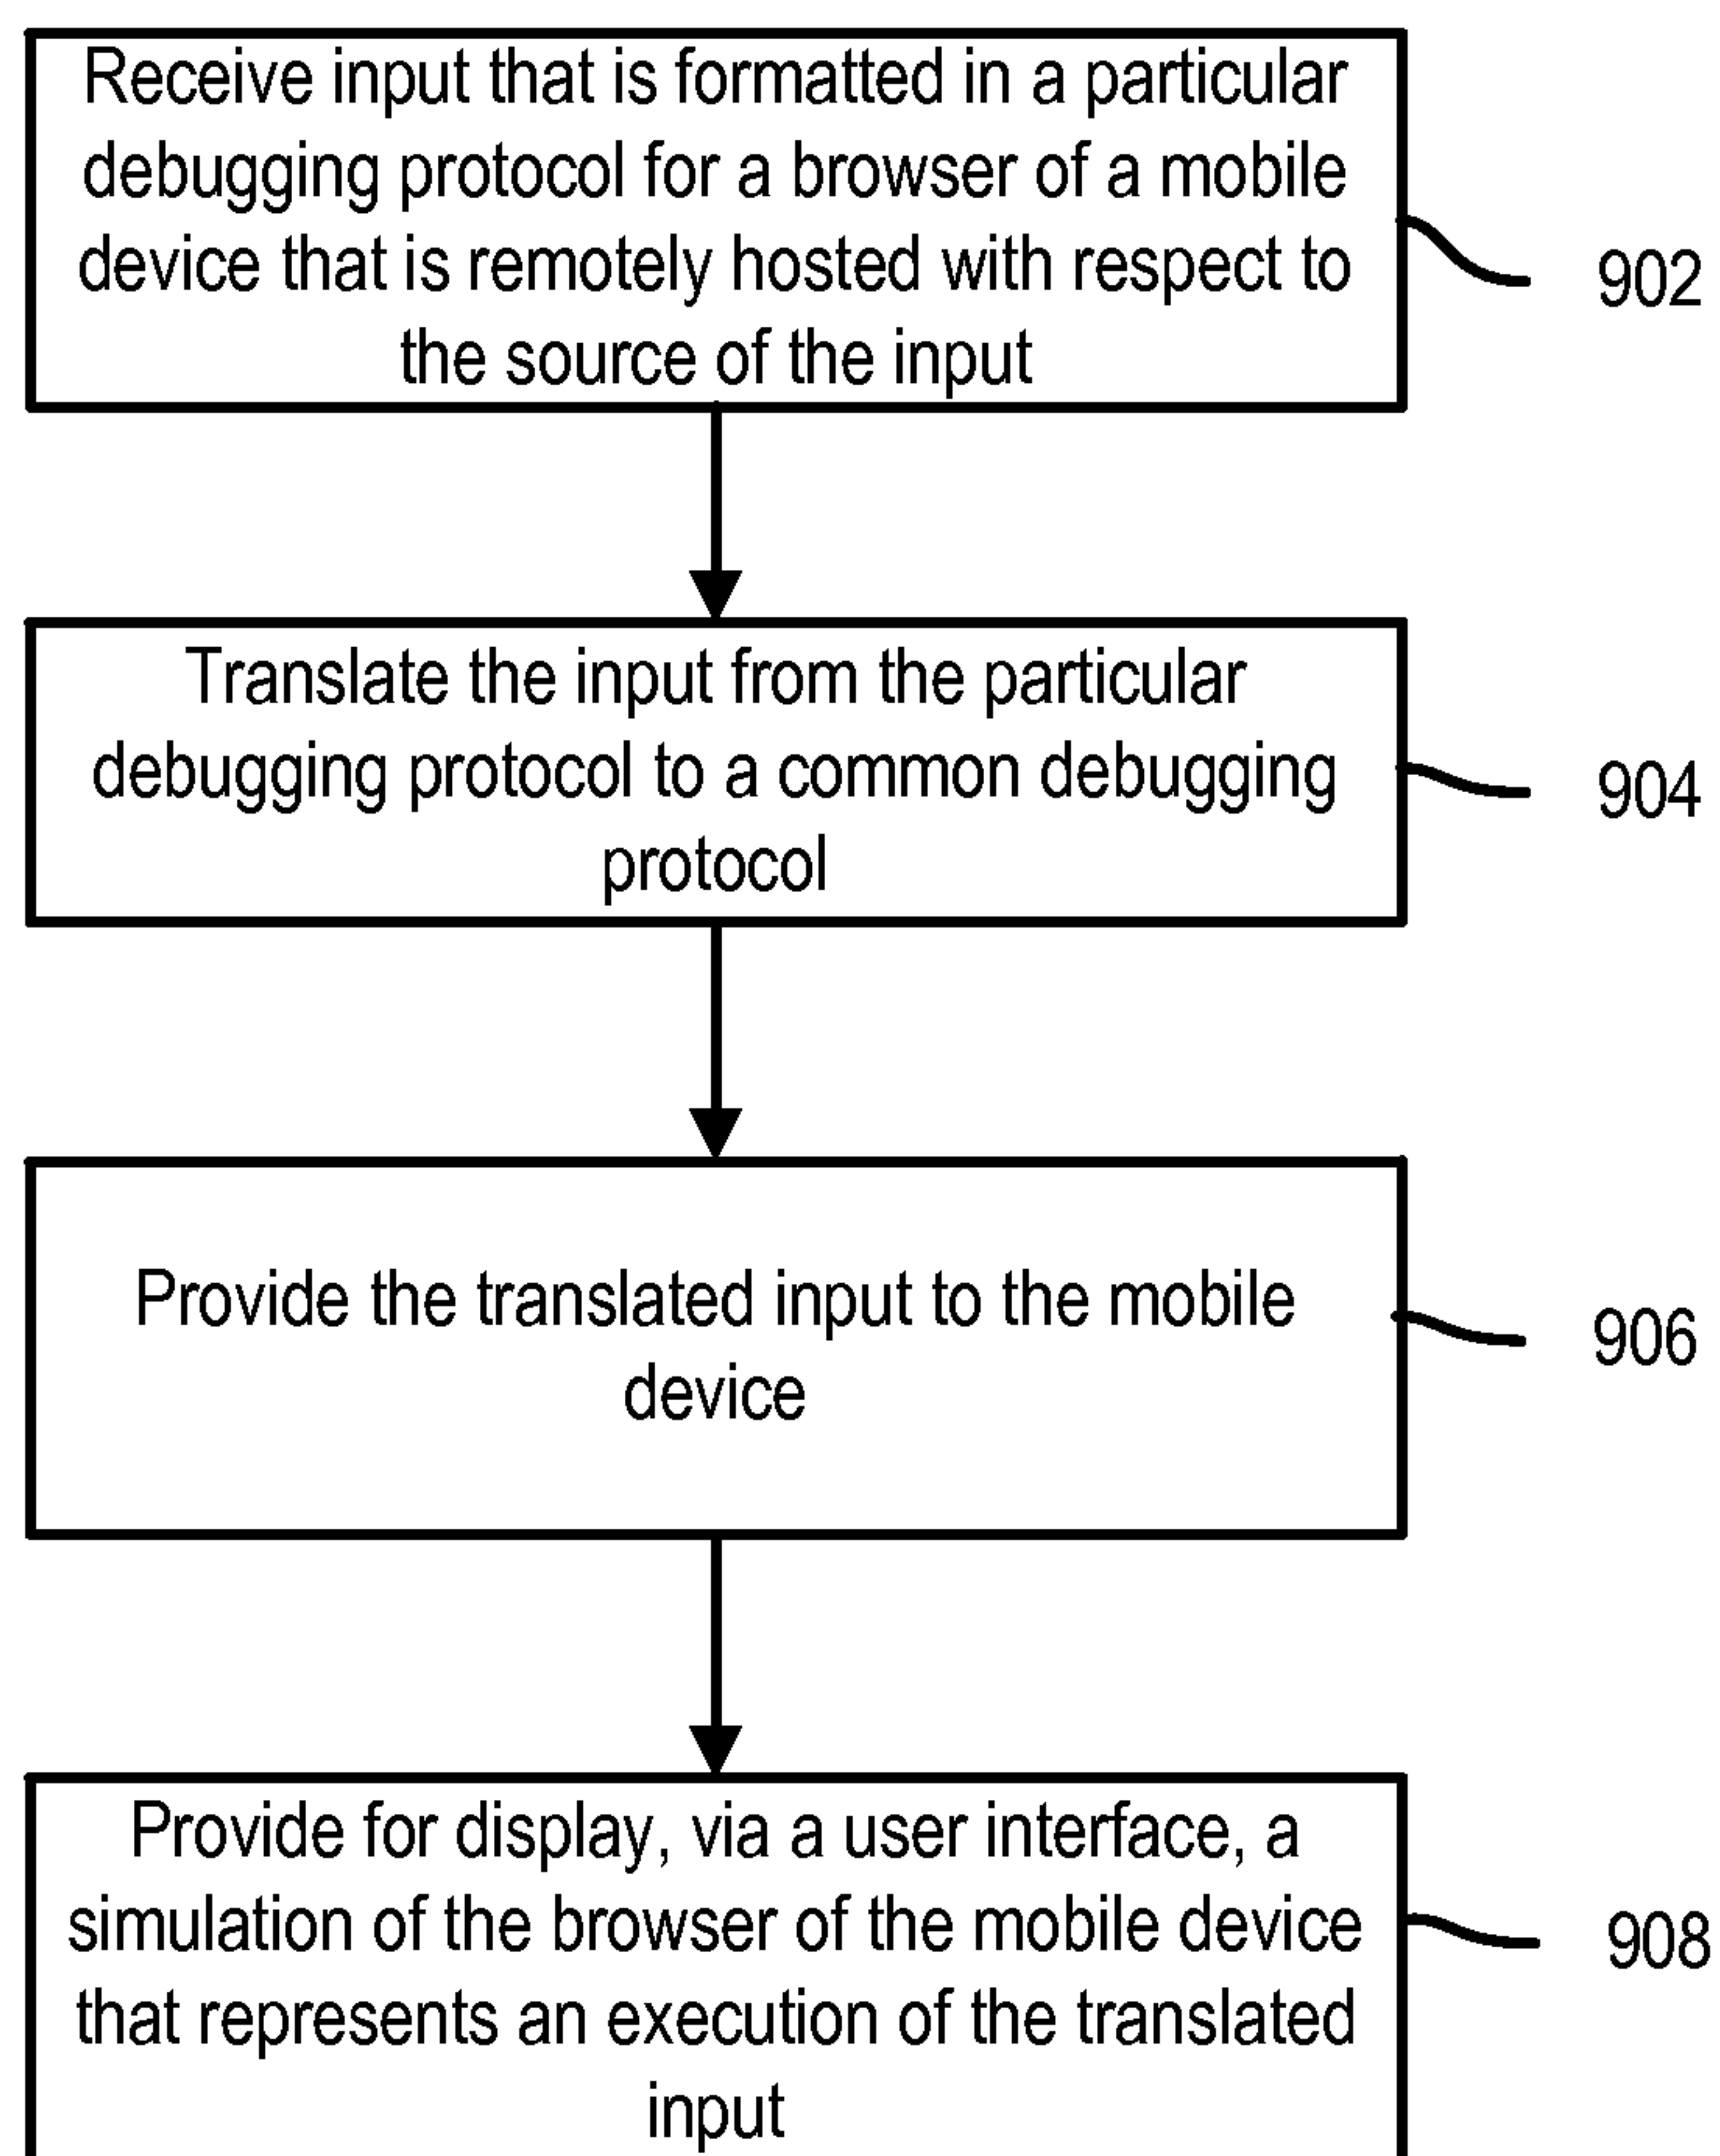 Receive input that is formatted in a particular
debugging protocol for a browser of a mobile
device that is remotely hosted with respect to
the source of the input
902
Translate the input from the particular
debugging protocol to a common debugging
protocol
904
Provide the translated input to the mobile
device
906
Provide for display, via a user interface, a
simulation of the browser of the mobile device
that represents an execution of the translated
input
908